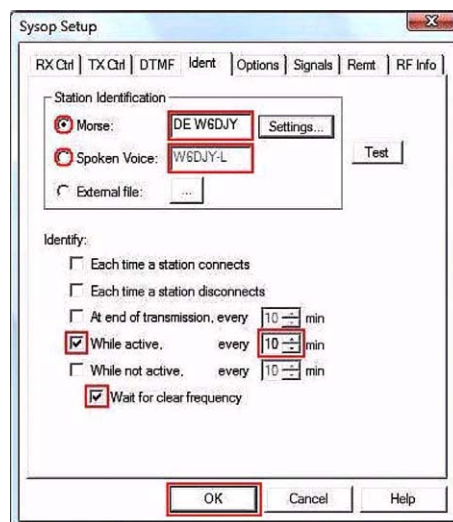 Sysop Setup
RX Ctrl TX Ctrl DTMF Ident Options Signals Remt RF Info
Station Identification
Morse: DE W6DJY Settings...
Spoken Voice: W6DJY-L
Test
External file: ...
Identify:
Each time a station connects
Each time a station disconnects
At end of transmission, every 10 min
While active, every 10 min
While not active, every 10 min
Wait for clear frequency
OK Cancel Help